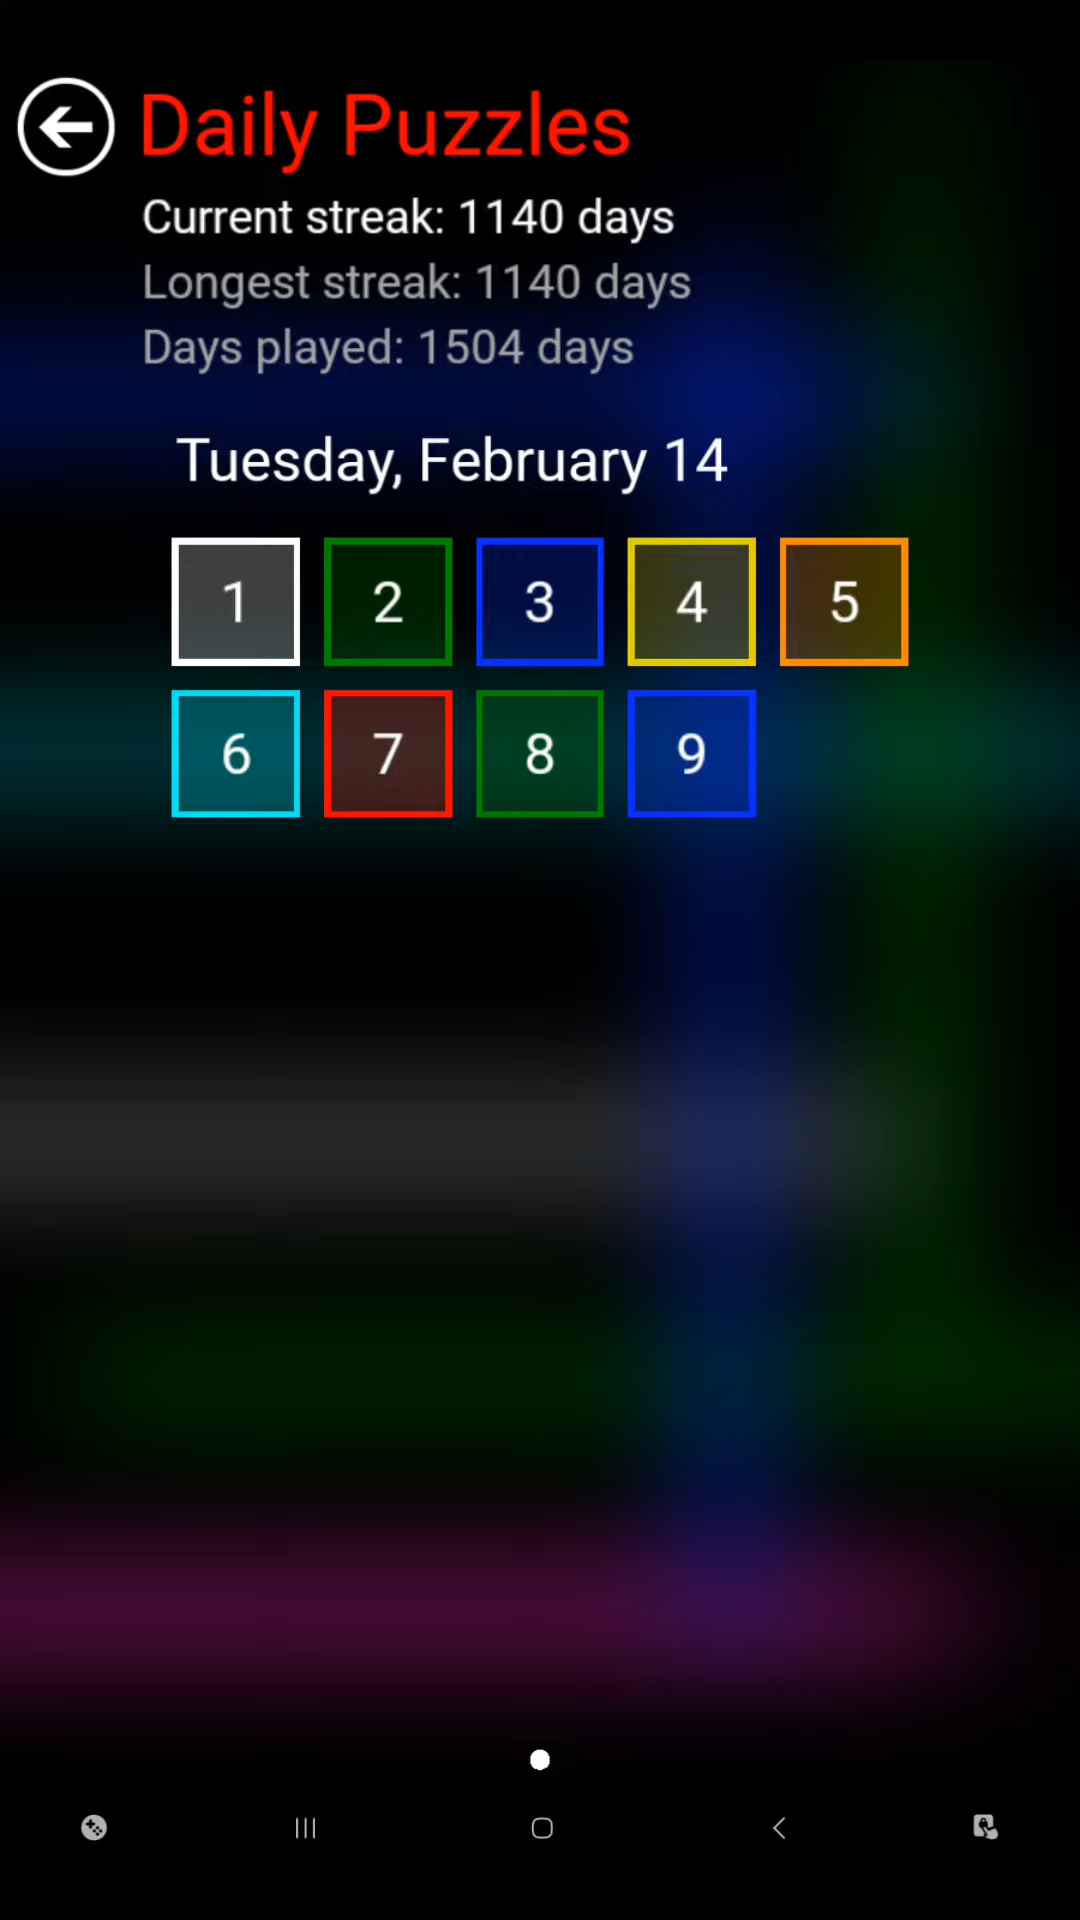 Daily Puzzles
Current streak: 1140 days
Longest streak: 1140 days
Days played: 1504 days
Tuesday, February 14
1 2 3 4 5
6 7 8 9